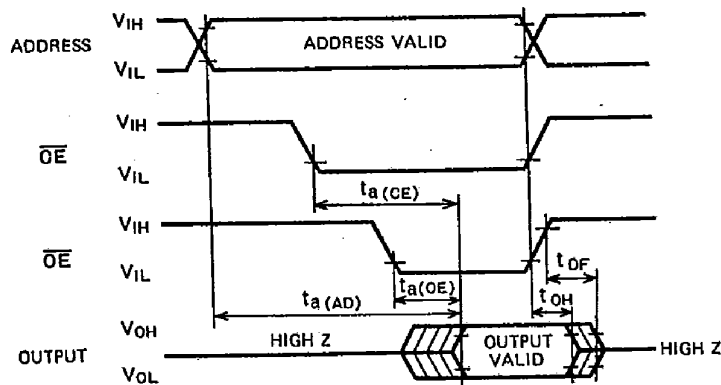 ADDRESS
VIH
VIL
ADDRESS VALID
OE
VIH
VIL
ta(CE)
OE
VIH
VIL
ta(OE)
ta(AD)
tDF
tOH
OUTPUT
VOH
VOL
HIGH Z
OUTPUT
VALID
HIGH Z